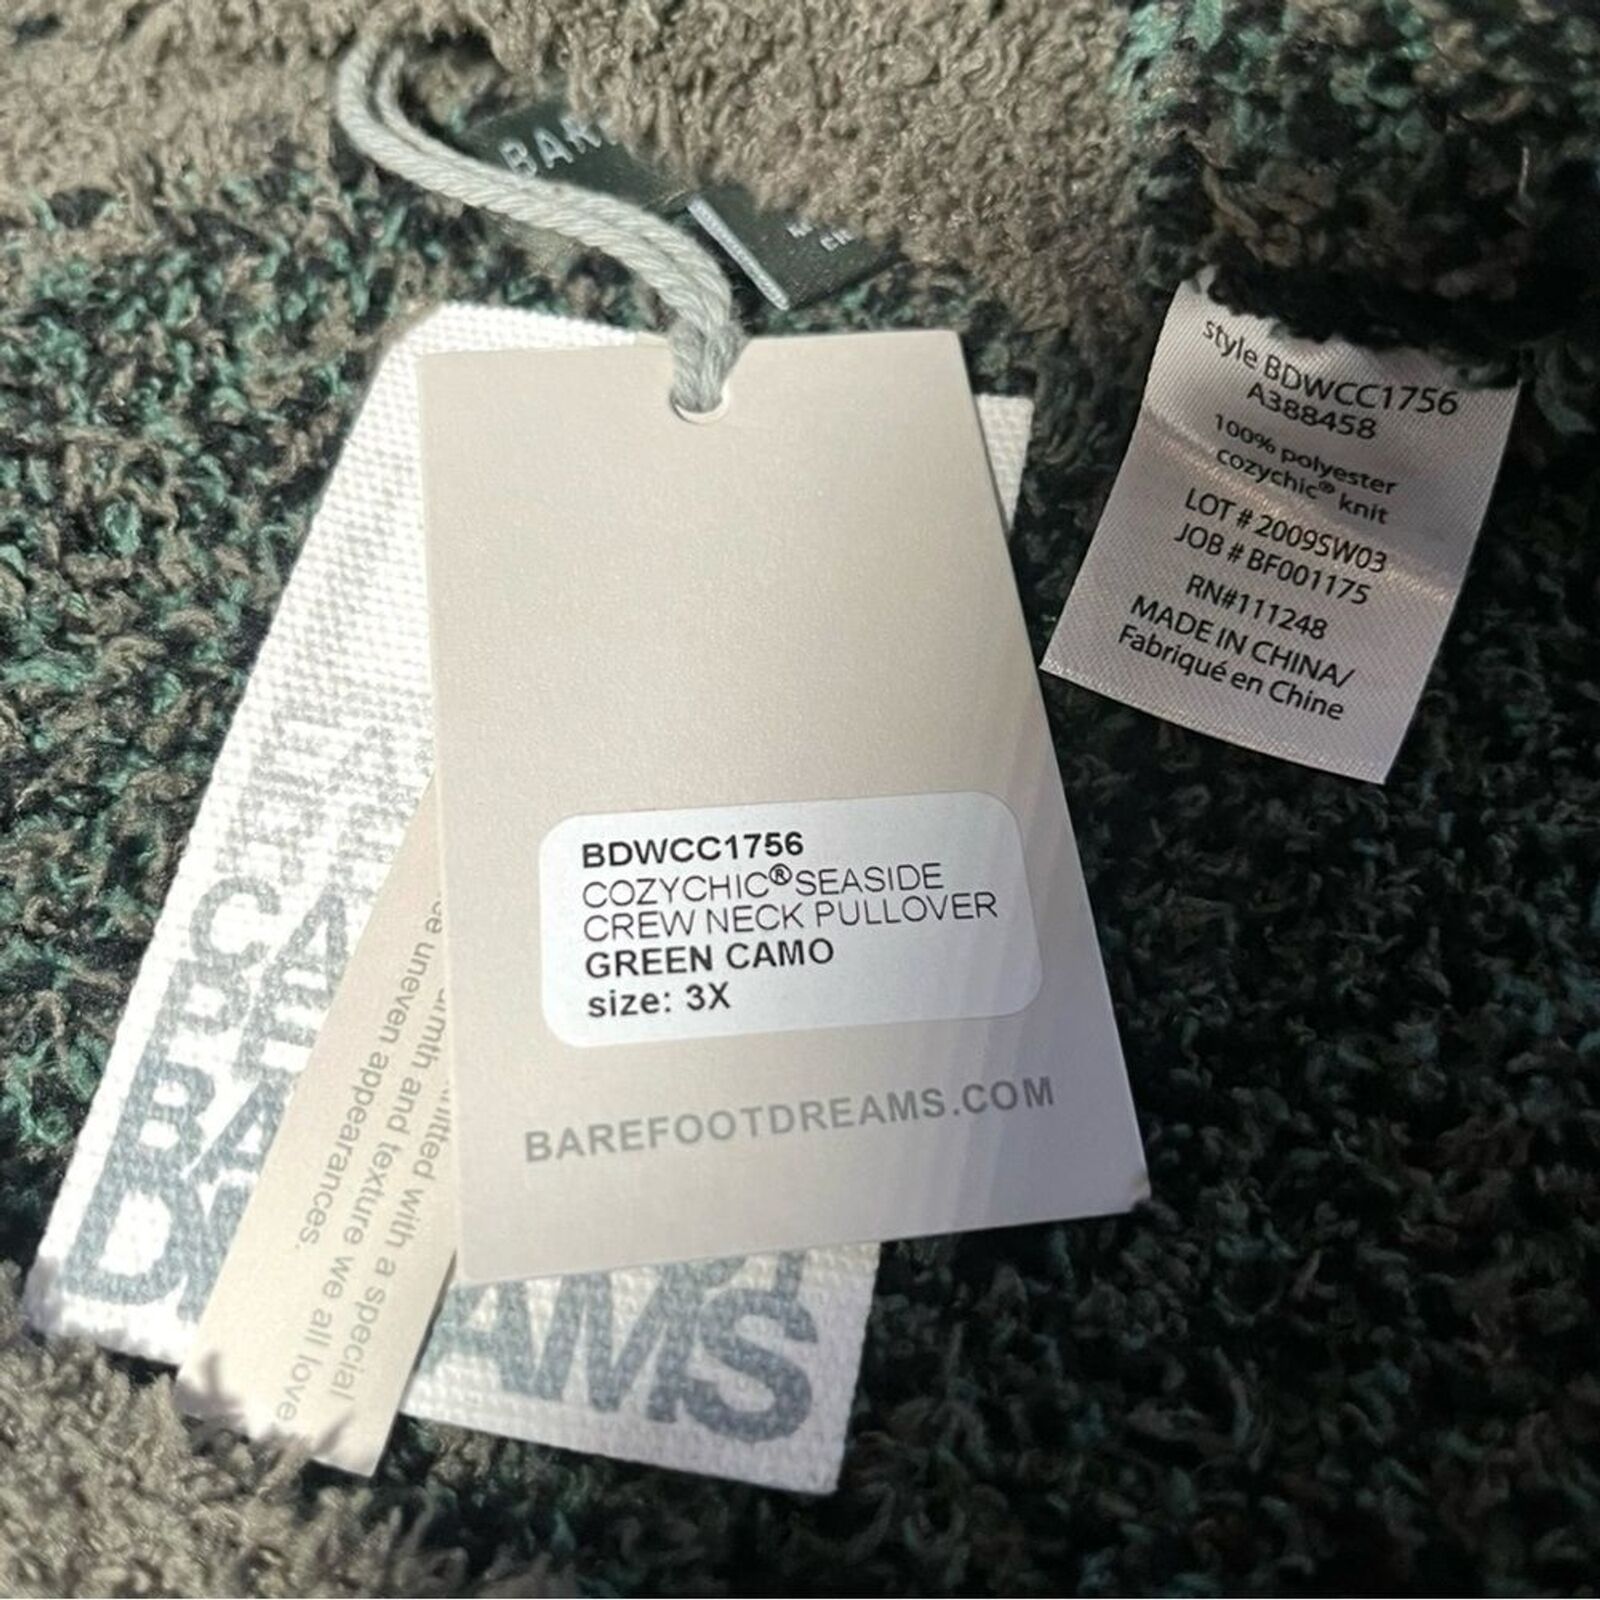 BAR
style BDWCC1756
A388458
100% polyester
cozychic® knit
LOT # 2009SW03
JOB # BF001175
RN#111248
MADE IN CHINA/
Fabriqué en Chine
BDWCC1756
COZYCHIC® SEASIDE
CREW NECK PULLOVER
GREEN CAMO
size: 3X
BAREFOOTDREAMS.COM
knitted with a special
and texture we all love
uneven appearances.